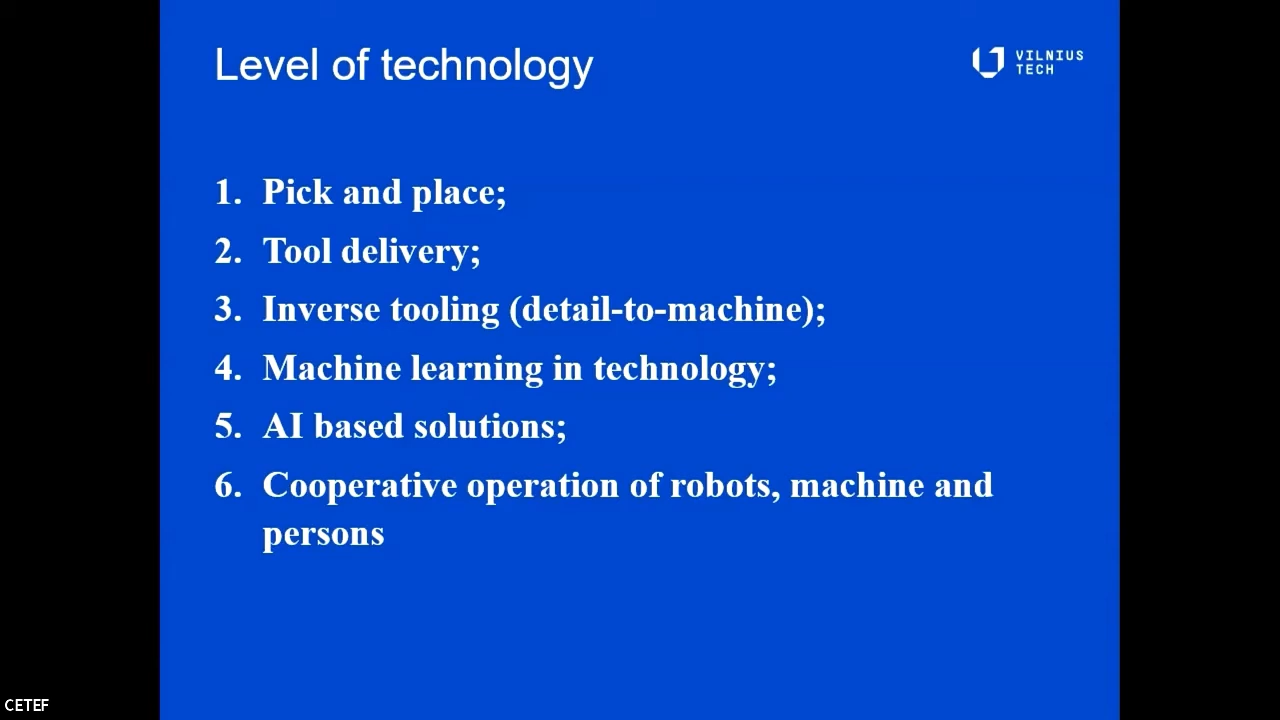 Level of technology
VILNIUS
TECH
1. Pick and place;
2. Tool delivery;
3. Inverse tooling (detail-to-machine);
4. Machine learning in technology;
5. AI based solutions;
6. Cooperative operation of robots, machine and
persons
CETEF